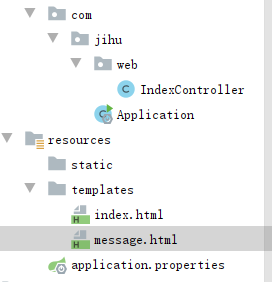 com
jihu
web
IndexController
Application
resources
static
templates
index.html
message.html
application.properties